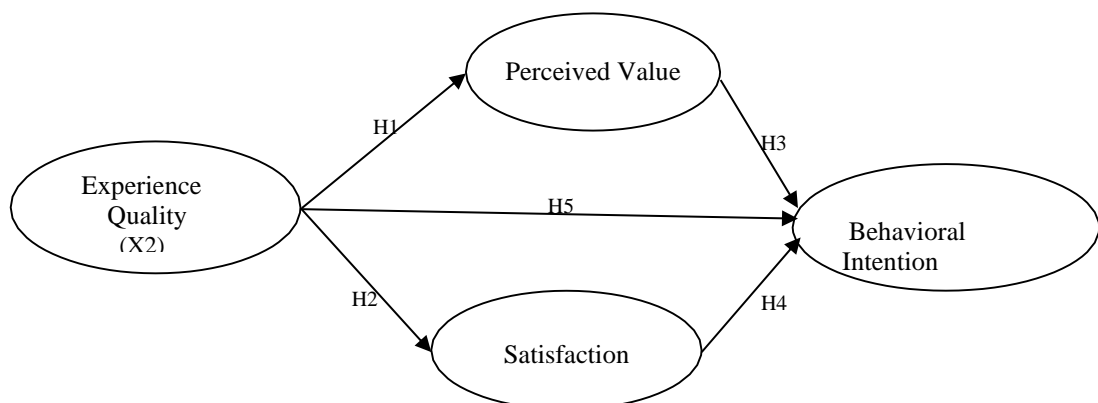 Perceived Value
H1
H3
Experience
Quality
(X2)
H5
Behavioral
Intention
H2
H4
Satisfaction